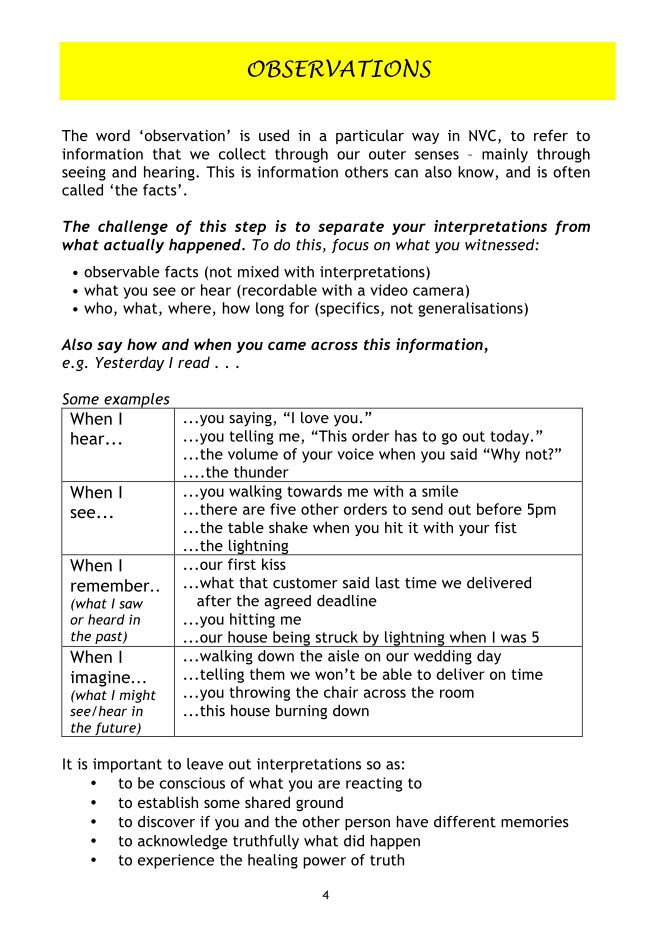 OBSERVATIONS
The word ‘observation’ is used in a particular way in NVC, to refer to
information that we collect through our outer senses – mainly through
seeing and hearing. This is information others can also know, and is often
called ‘the facts’.
The challenge of this step is to separate your interpretations from
what actually happened. To do this, focus on what you witnessed:
• observable facts (not mixed with interpretations)
• what you see or hear (recordable with a video camera)
• who, what, where, how long for (specifics, not generalisations)
Also say how and when you came across this information,
e.g. Yesterday I read . . .
Some examples
When I
hear...
...you saying, “I love you.”
...you telling me, “This order has to go out today.”
...the volume of your voice when you said “Why not?”
....the thunder
When I
see...
...you walking towards me with a smile
...there are five other orders to send out before 5pm
...the table shake when you hit it with your fist
...the lightning
When I
remember..
(what I saw
or heard in
the past)
...our first kiss
...what that customer said last time we delivered
after the agreed deadline
...you hitting me
...our house being struck by lightning when I was 5
When I
imagine...
(what I might
see/hear in
the future)
...walking down the aisle on our wedding day
...telling them we won’t be able to deliver on time
...you throwing the chair across the room
...this house burning down
It is important to leave out interpretations so as:
• to be conscious of what you are reacting to
• to establish some shared ground
• to discover if you and the other person have different memories
• to acknowledge truthfully what did happen
• to experience the healing power of truth
4